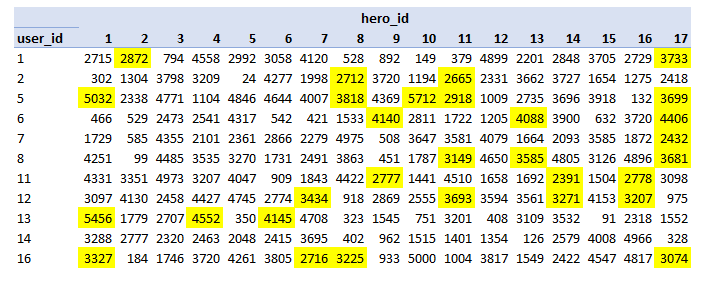 hero_id
user_id 1 2 3 4 5 6 7 8 9 10 11 12 13 14 15 16 17
1 2715 2872 794 4558 2992 3058 4120 528 892 149 379 4899 2201 2848 3705 2729 3733
2 302 1304 3798 3209 24 4277 1998 2712 3720 1194 2665 2331 3662 3727 1654 1275 2418
5 5032 2338 4771 1104 4846 4644 4007 3818 4369 5712 2918 1009 2735 3696 3918 132 3699
6 466 529 2473 2541 4317 542 421 1533 4140 2811 1722 1205 4088 3900 632 3720 4406
7 1729 585 4355 2101 2361 2866 2279 4975 508 3647 3581 4079 1664 2093 3585 1872 2432
8 4251 99 4485 3535 3270 1731 2491 3863 451 1787 3149 4650 3585 4805 3126 4896 3681
11 4331 3351 4973 3207 4047 909 1843 4422 2777 1441 4510 1658 1692 2391 1504 2778 3098
12 3097 4130 2458 4427 4745 2774 3434 918 2869 2555 3693 3594 3561 3271 4153 3207 975
13 5456 1779 2707 4552 350 4145 4708 323 1545 751 3201 408 3109 3532 91 2318 1552
14 3288 2777 2320 2463 2048 2415 3695 402 962 1515 1401 1354 126 2579 4008 4966 328
16 3327 184 1746 3720 4261 3805 2716 3225 933 5000 1004 3817 1549 2422 4547 4817 3074